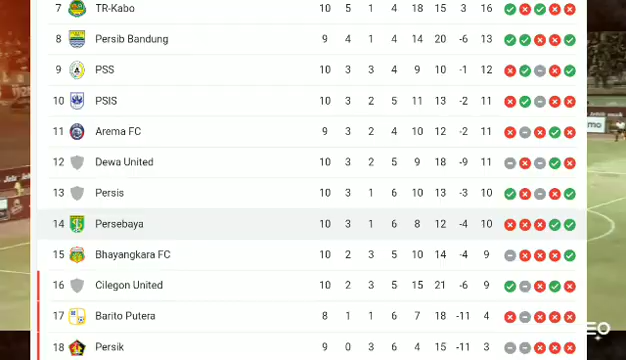 7 TR-Kabo 10 5 1 4 18 15 3 16
8 Persib Bandung 9 4 1 4 14 20 -6 13
9 PSS 10 3 3 4 9 10 -1 12
10 PSIS 10 3 2 5 11 13 -2 11
11 Arema FC 9 3 2 4 10 12 -2 11
12 Dewa United 10 3 2 5 9 18 -9 11
13 Persis 10 3 1 6 10 13 -3 10
14 Persebaya 10 3 1 6 8 12 -4 10
15 Bhayangkara FC 10 2 3 5 10 14 -4 9
16 Cilegon United 10 2 3 5 15 21 -6 9
17 Barito Putera 8 1 1 6 7 18 -11 4
18 Persik 9 0 3 6 4 15 -11 3